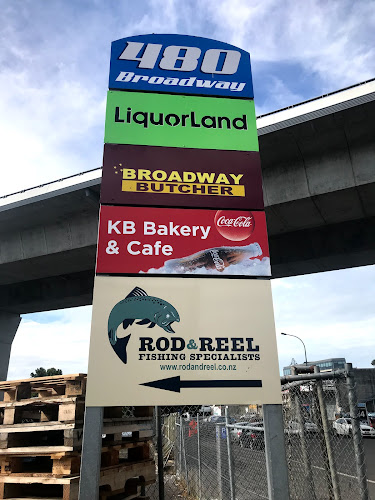 480
Broadway
LiquorLand
BROADWAY
BUTCHER
KB Bakery
& Cafe
Coca-Cola
ROD & REEL
FISHING SPECIALISTS
www.rodandreel.co.nz